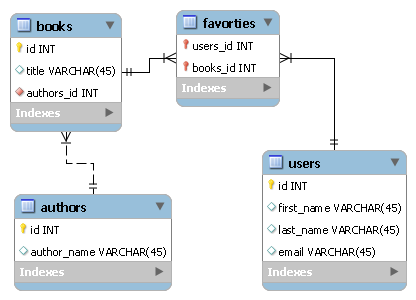 books
id INT
title VARCHAR(45)
authors_id INT
Indexes
favorties
users_id INT
books_id INT
Indexes
authors
id INT
author_name VARCHAR(45)
Indexes
users
id INT
first_name VARCHAR(45)
last_name VARCHAR(45)
email VARCHAR(45)
Indexes